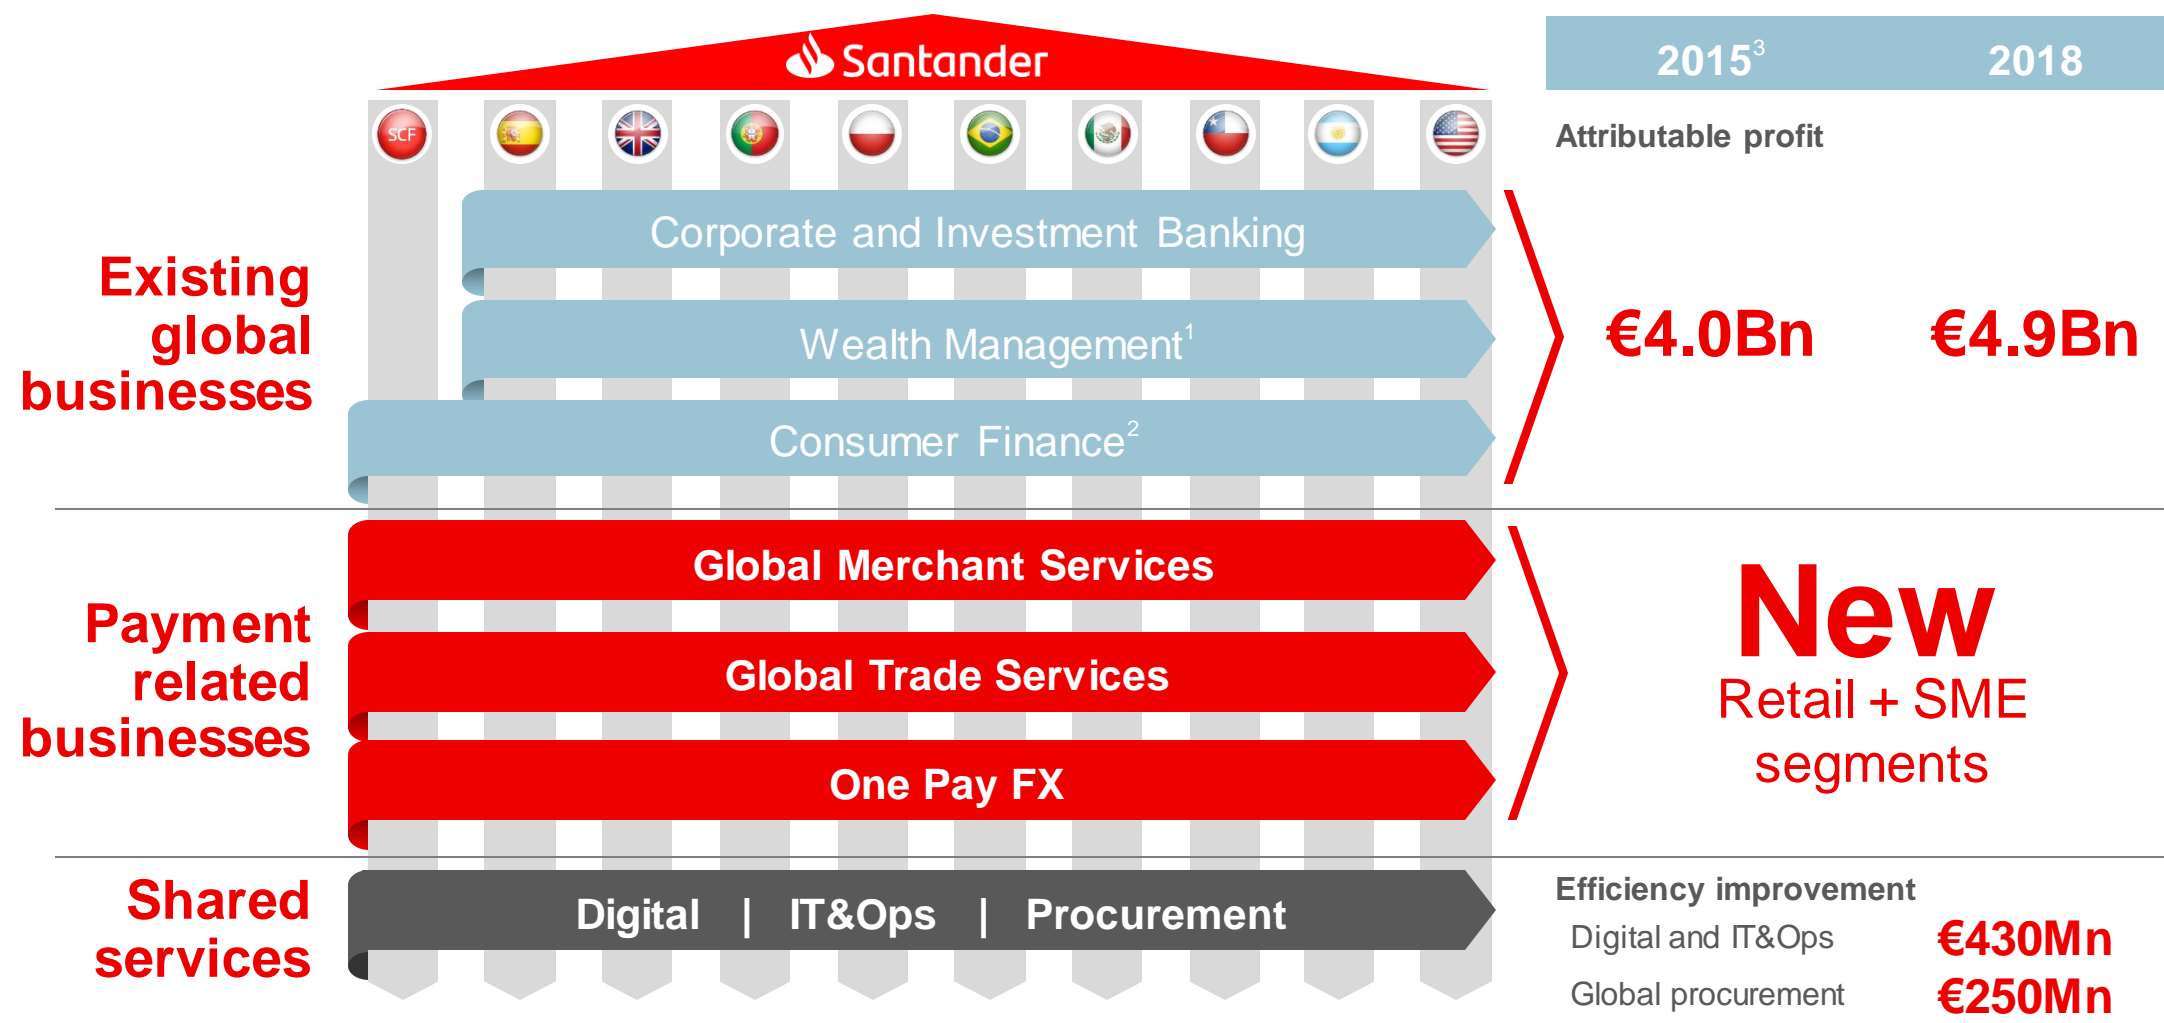 Santander
2015³ 2018
SCF
Attributable profit
Existing
global
businesses
Corporate and Investment Banking
Wealth Management¹
Consumer Finance²
€4.0Bn €4.9Bn
Payment
related
businesses
Global Merchant Services
Global Trade Services
One Pay FX
New
Retail + SME
segments
Shared
services
Digital | IT&Ops | Procurement
Efficiency improvement
Digital and IT&Ops €430Mn
Global procurement €250Mn